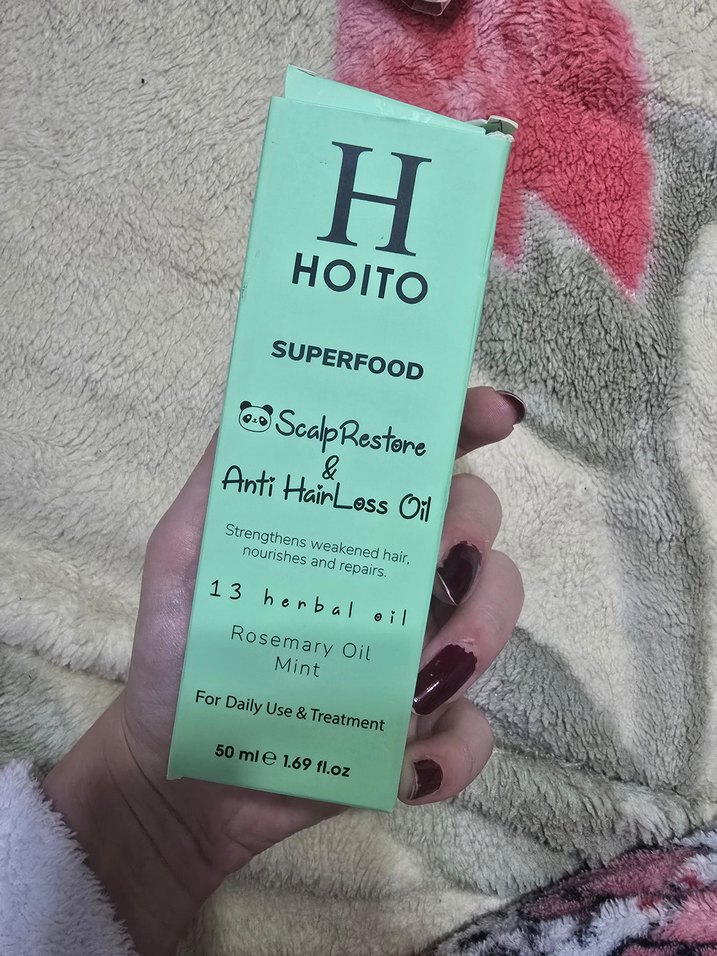 H
HOITO
SUPERFOOD
ScalpRestore
&
Anti HairLoss Oil
Strengthens weakened hair,
nourishes and repairs.
13 herbal oil
Rosemary Oil
Mint
For Daily Use & Treatment
50 ml ℮ 1.69 fl.oz